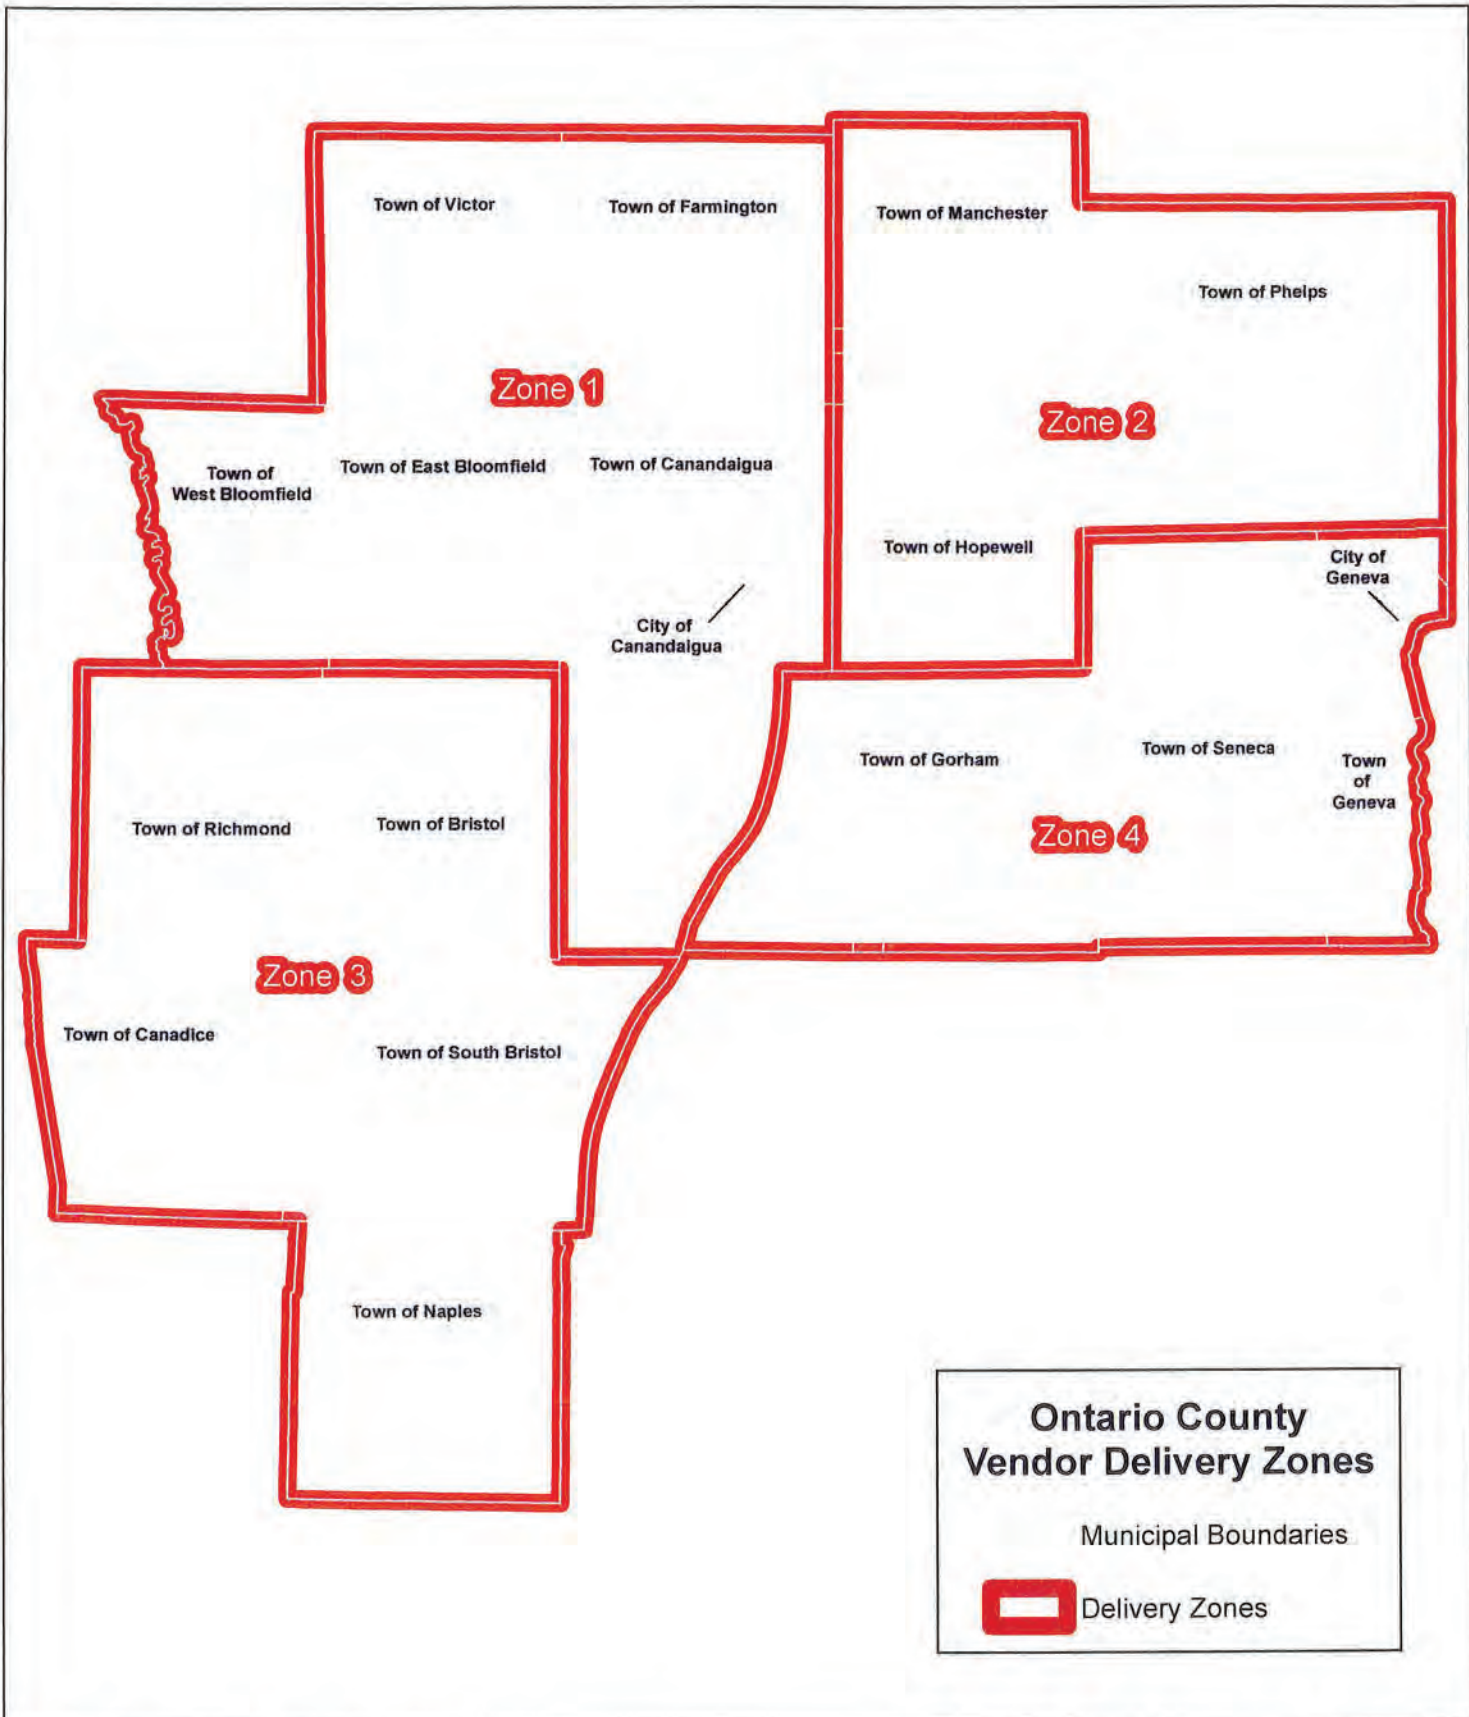 Town of Victor
Town of Farmington
Town of Manchester
Town of Phelps
Zone 1
Zone 2
Town of
West Bloomfield
Town of East Bloomfield
Town of Canandaigua
Town of Hopewell
City of
Geneva
City of
Canandaigua
Town of Gorham
Town of Seneca
Town
of
Geneva
Zone 4
Town of Richmond
Town of Bristol
Zone 3
Town of Canadice
Town of South Bristol
Town of Naples
Ontario County
Vendor Delivery Zones
Municipal Boundaries
Delivery Zones